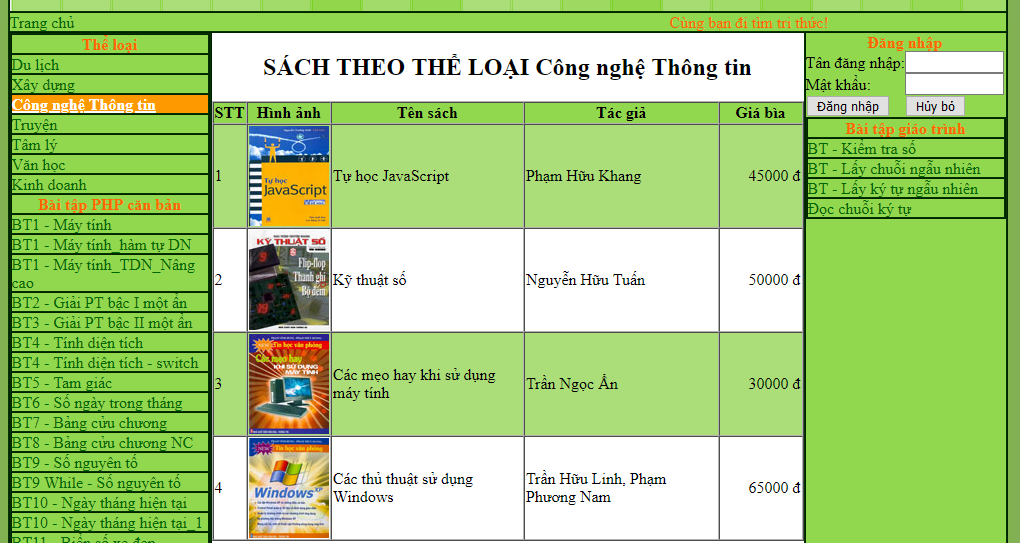 Trang chủ
Cùng bạn đi tìm tri thức!
Thể loại
Du lịch
Xây dựng
Công nghệ Thông tin
Truyện
Tâm lý
Văn học
Kinh doanh
Bài tập PHP căn bản
BT1 - Máy tính
BT1 - Máy tính_hàm tự DN
BT1 - Máy tính_TDN_Nâng
cao
BT2 - Giải PT bậc I một ẩn
BT3 - Giải PT bậc II một ẩn
BT4 - Tính diện tích
BT4 - Tính diện tích - switch
BT5 - Tam giác
BT6 - Số ngày trong tháng
BT7 - Bảng cửu chương
BT8 - Bảng cửu chương NC
BT9 - Số nguyên tố
BT9 While - Số nguyên tố
BT10 - Ngày tháng hiện tại
BT10 - Ngày tháng hiện tại_1
BT11 - Biển số xe đẹp
SÁCH THEO THỂ LOẠI Công nghệ Thông tin
STT Hình ảnh Tên sách Tác giả Giá bìa
1 Tự học JavaScript Phạm Hữu Khang 45000 đ
Tự học
JavaScript
2 Kỹ thuật số Nguyễn Hữu Tuấn 50000 đ
KỸ THUẬT SỐ
Flip-flop
Thanh ghi
Bộ đếm
3 Các mẹo hay khi sử dụng
máy tính Trần Ngọc Ẩn 30000 đ
Tin học văn phòng
Các mẹo hay
KHI SỬ DỤNG
MÁY TÍNH
4 Các thủ thuật sử dụng
Windows Trần Hữu Linh, Phạm
Phương Nam 65000 đ
NEW Tin học văn phòng
Windows XP
Đăng nhập
Tân đăng nhập:
Mật khẩu:
Đăng nhập Hủy bỏ
Bài tập giáo trình
BT - Kiểm tra số
BT - Lấy chuỗi ngẫu nhiên
BT - Lấy ký tự ngẫu nhiên
Đọc chuỗi ký tự